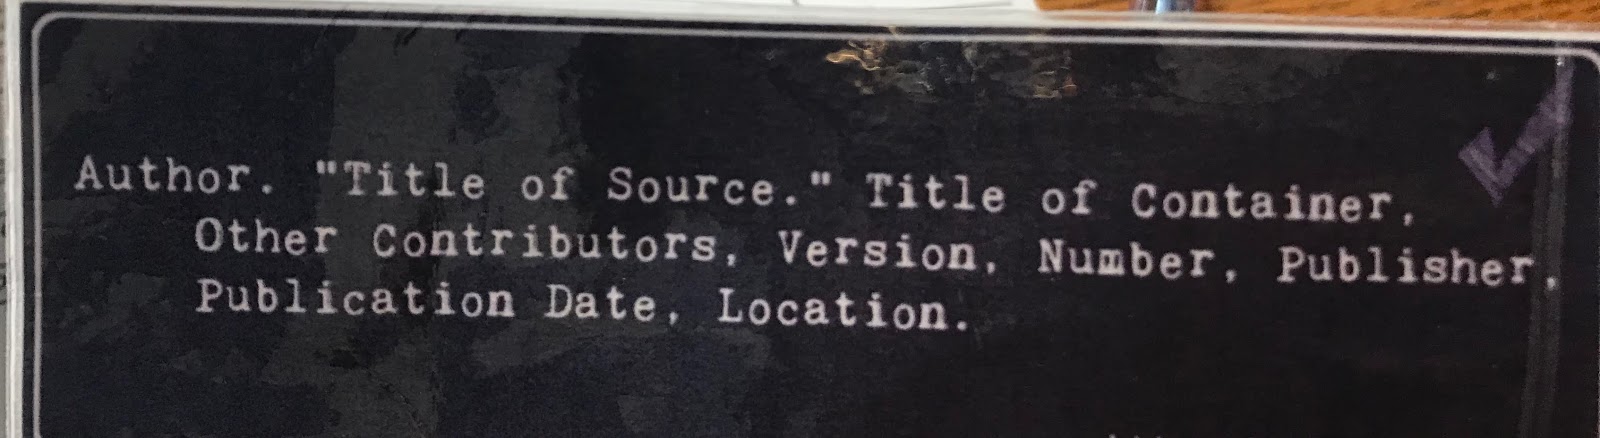 Author. "Title of Source." Title of Container,
Other Contributors, Version, Number, Publisher,
Publication Date, Location.